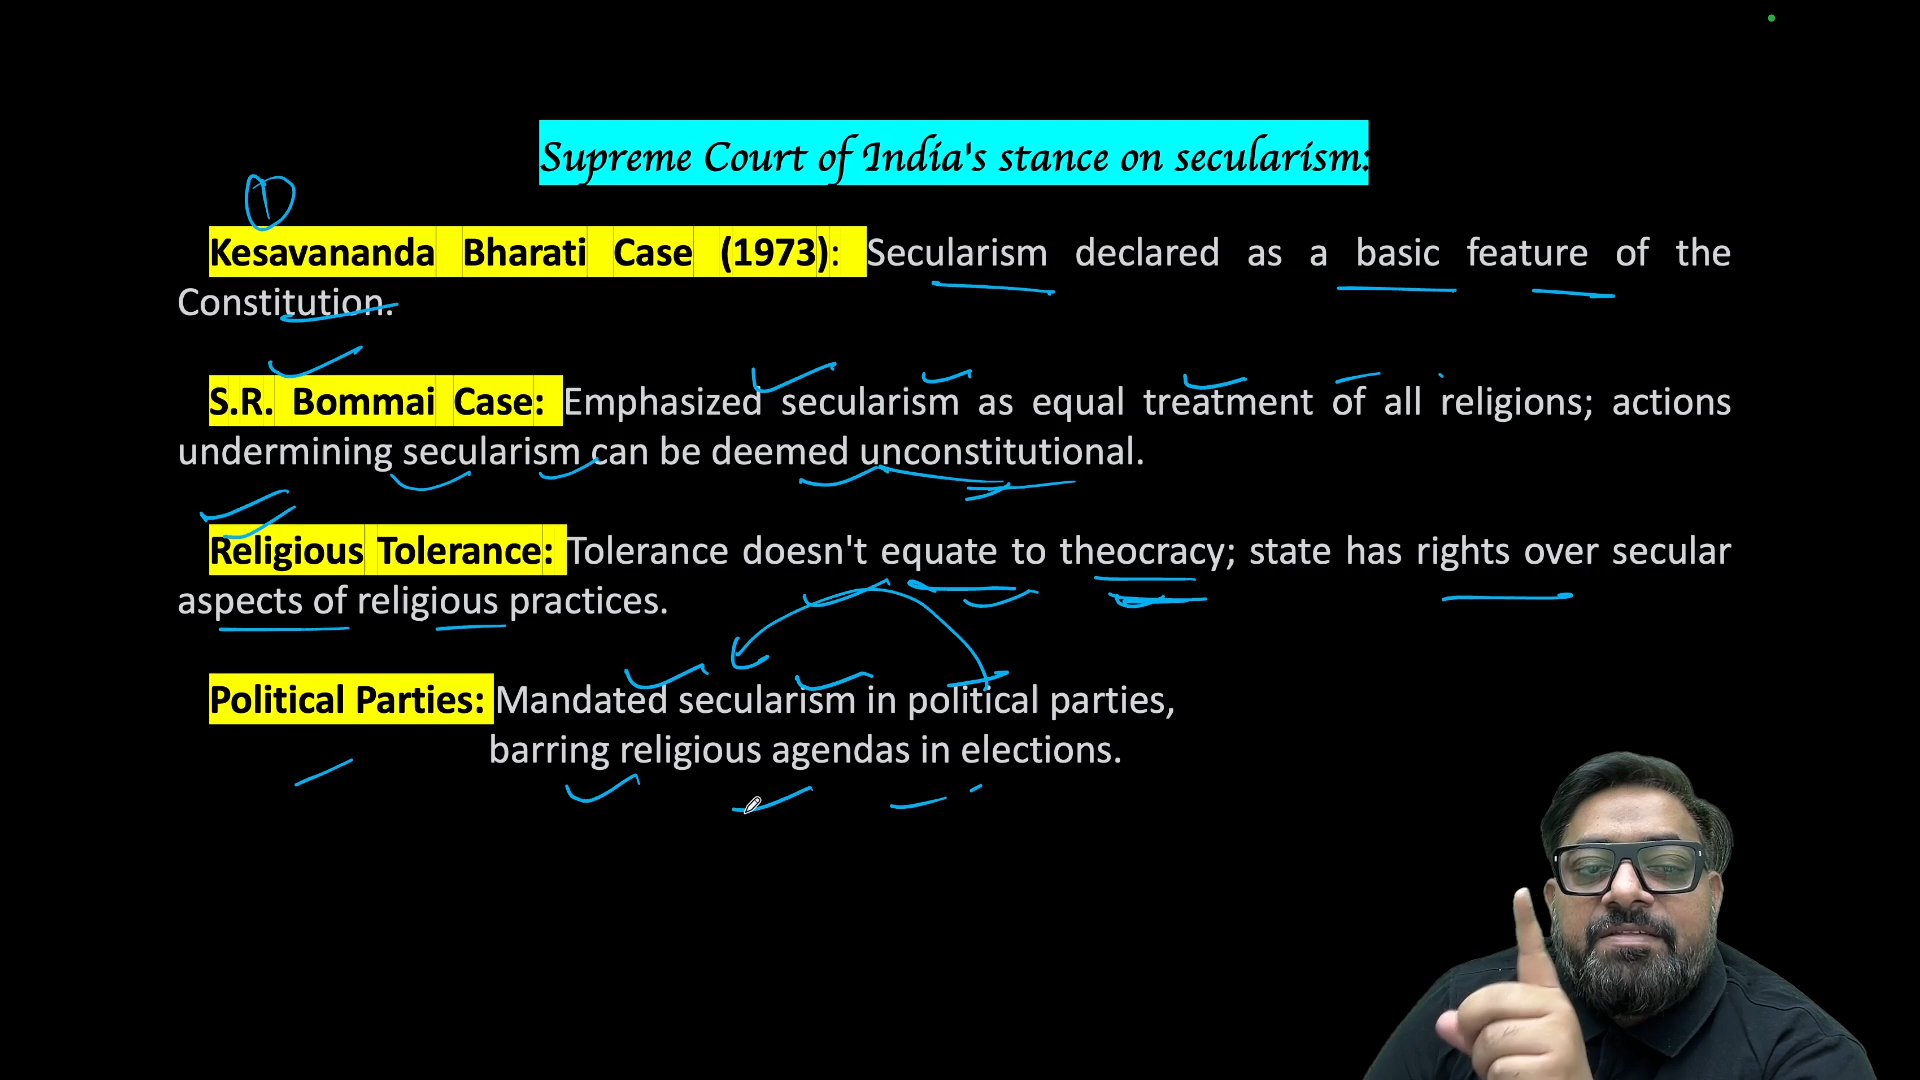 Supreme Court of India's stance on secularism:
1
Kesavananda Bharati Case (1973): Secularism declared as a basic feature of the
Constitution.
S.R. Bommai Case: Emphasized secularism as equal treatment of all religions; actions
undermining secularism can be deemed unconstitutional.
Religious Tolerance: Tolerance doesn't equate to theocracy; state has rights over secular
aspects of religious practices.
Political Parties: Mandated secularism in political parties,
barring religious agendas in elections.